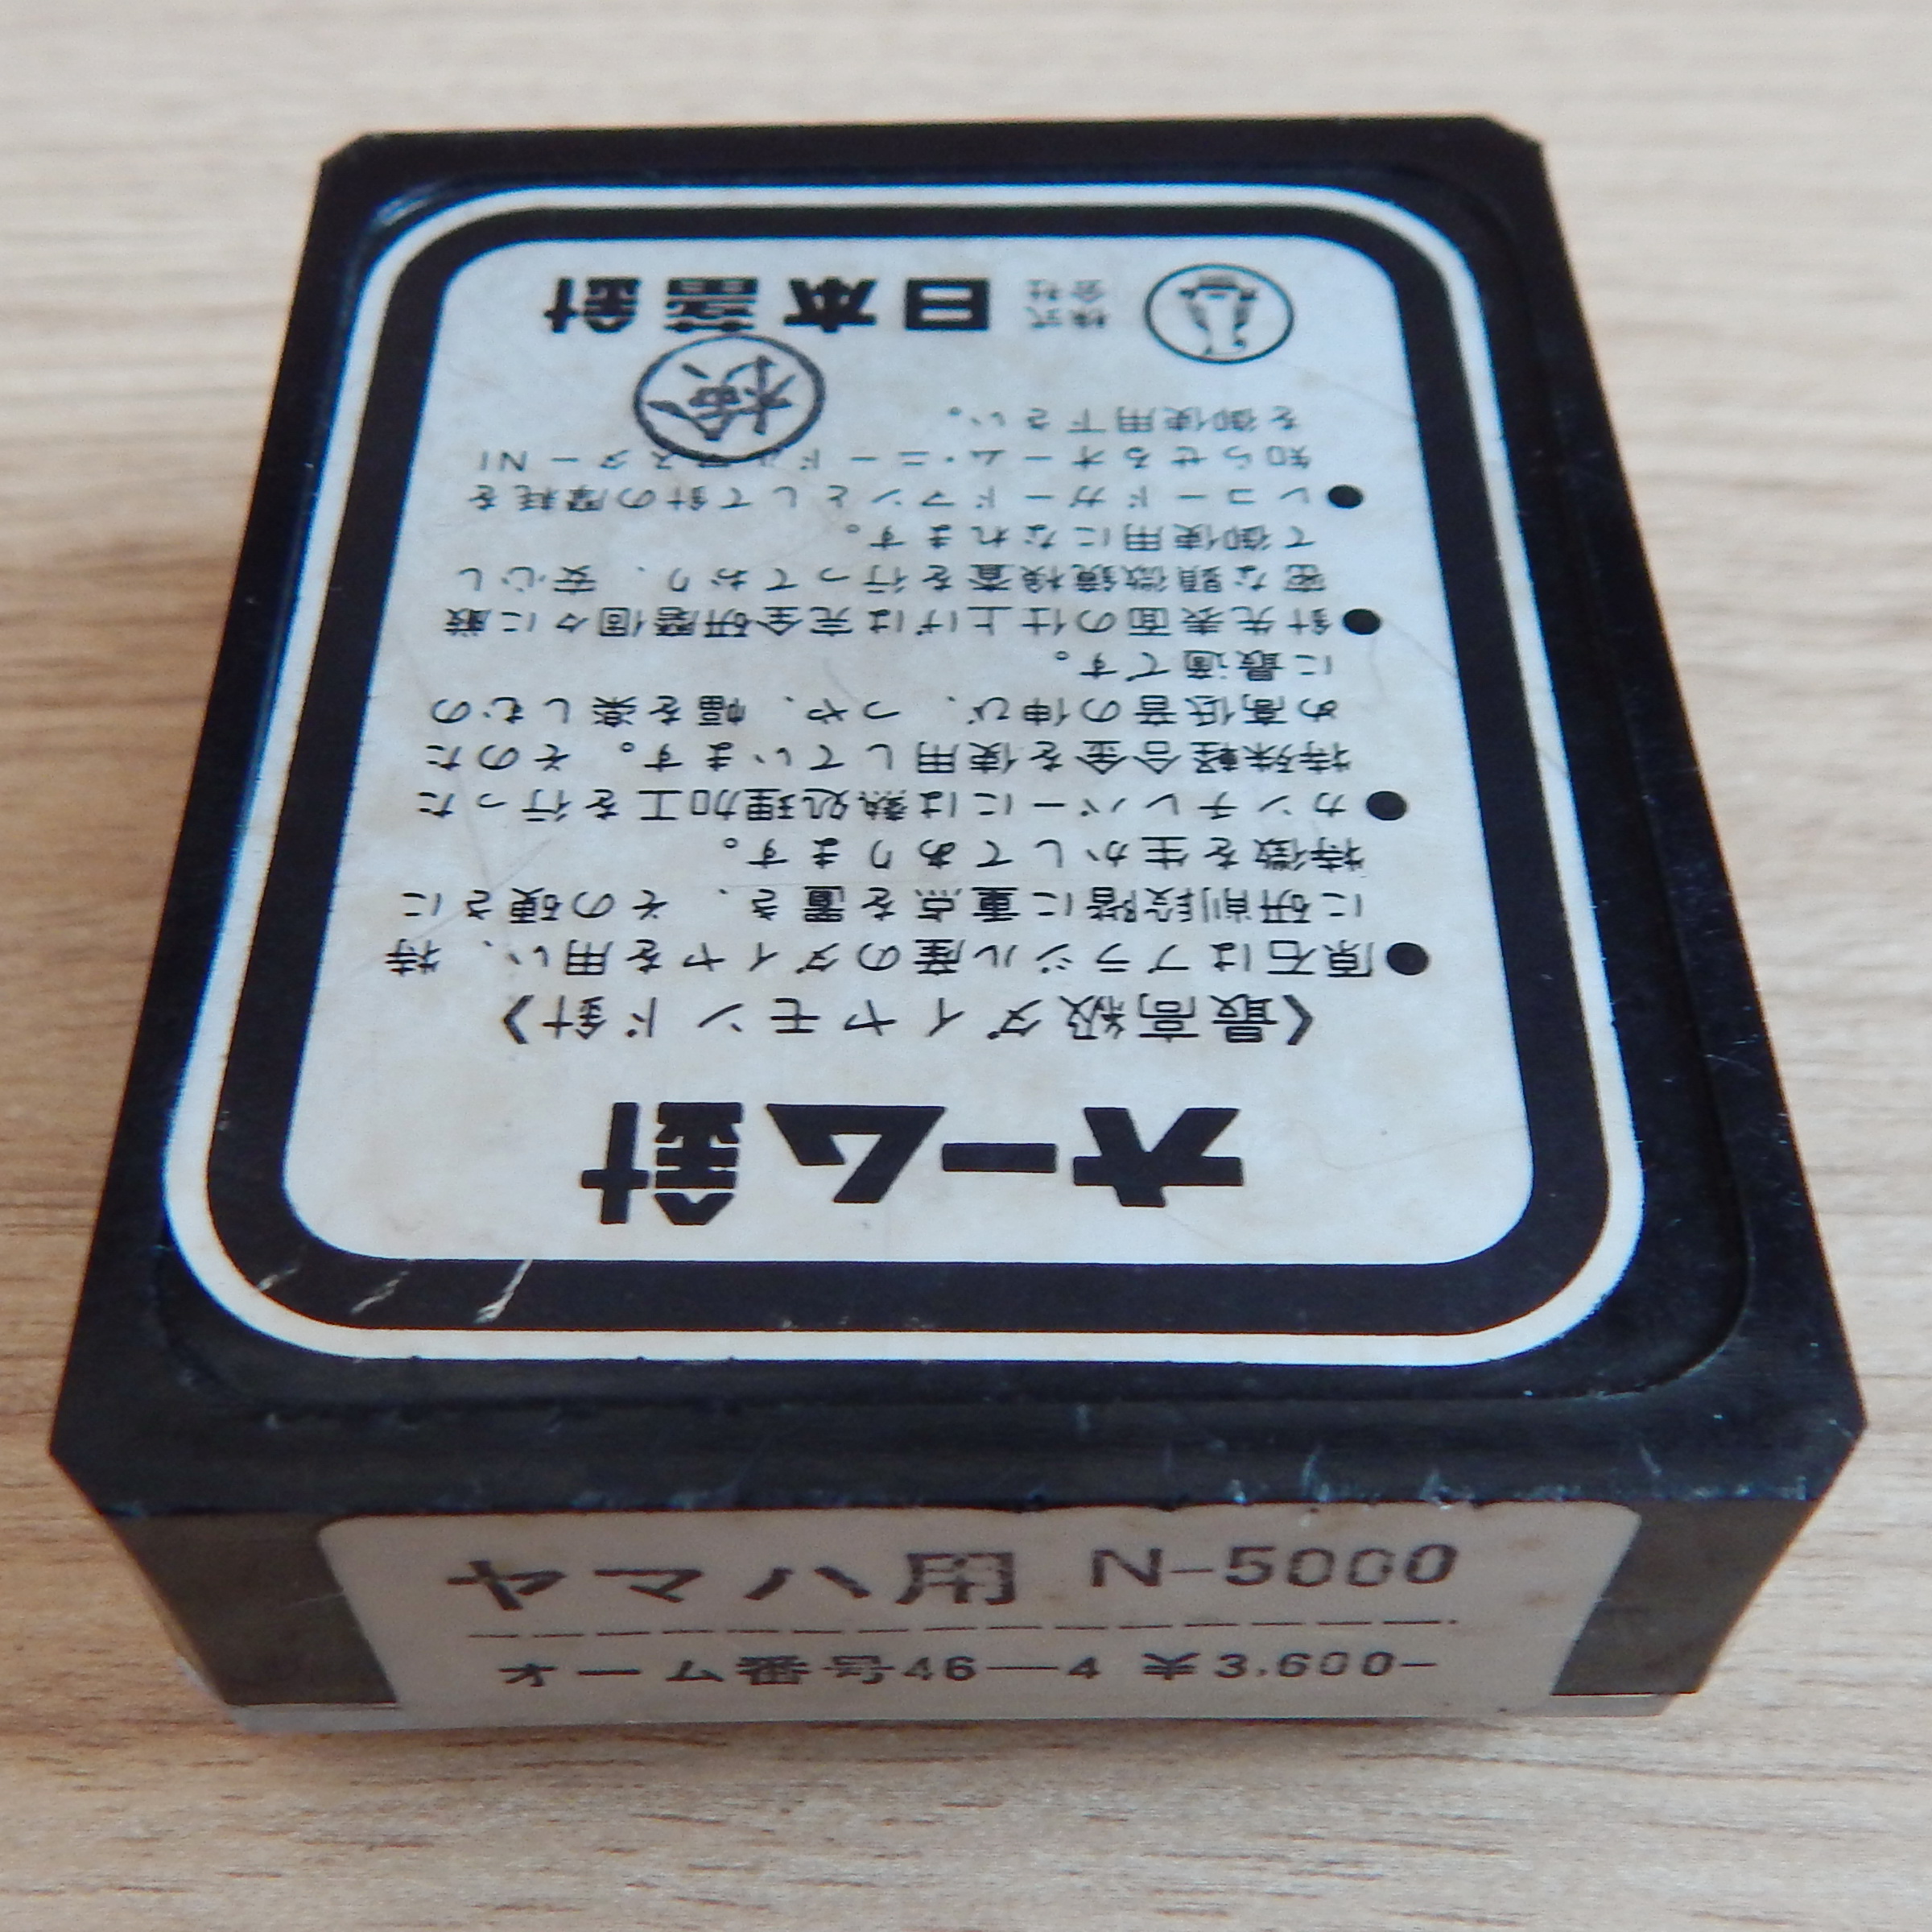 オーム針
《最高級ダイヤモンド針》
●原石はブラジル産のダイヤを用い、特
に研削段階に重点を置き、その硬さに
特徴を生かしてあります。
●カンチレバーには熱処理加工を行った
特殊軽合金を使用しています。そのた
め高低音の伸び、つや、幅を楽しむの
に最適です。
●針先表面の仕上げは完全研磨個々に厳
密な顕微鏡検査を行っており、安心し
て御使用になれます。
●レコードガードマンとして針の摩耗を
知らせるオーム・ニードルマスターNI
を御使用下さい。
検
株式会社 日本蓄針
ヤマハ用 N-5000
オーム番号46—4 ¥3,600-